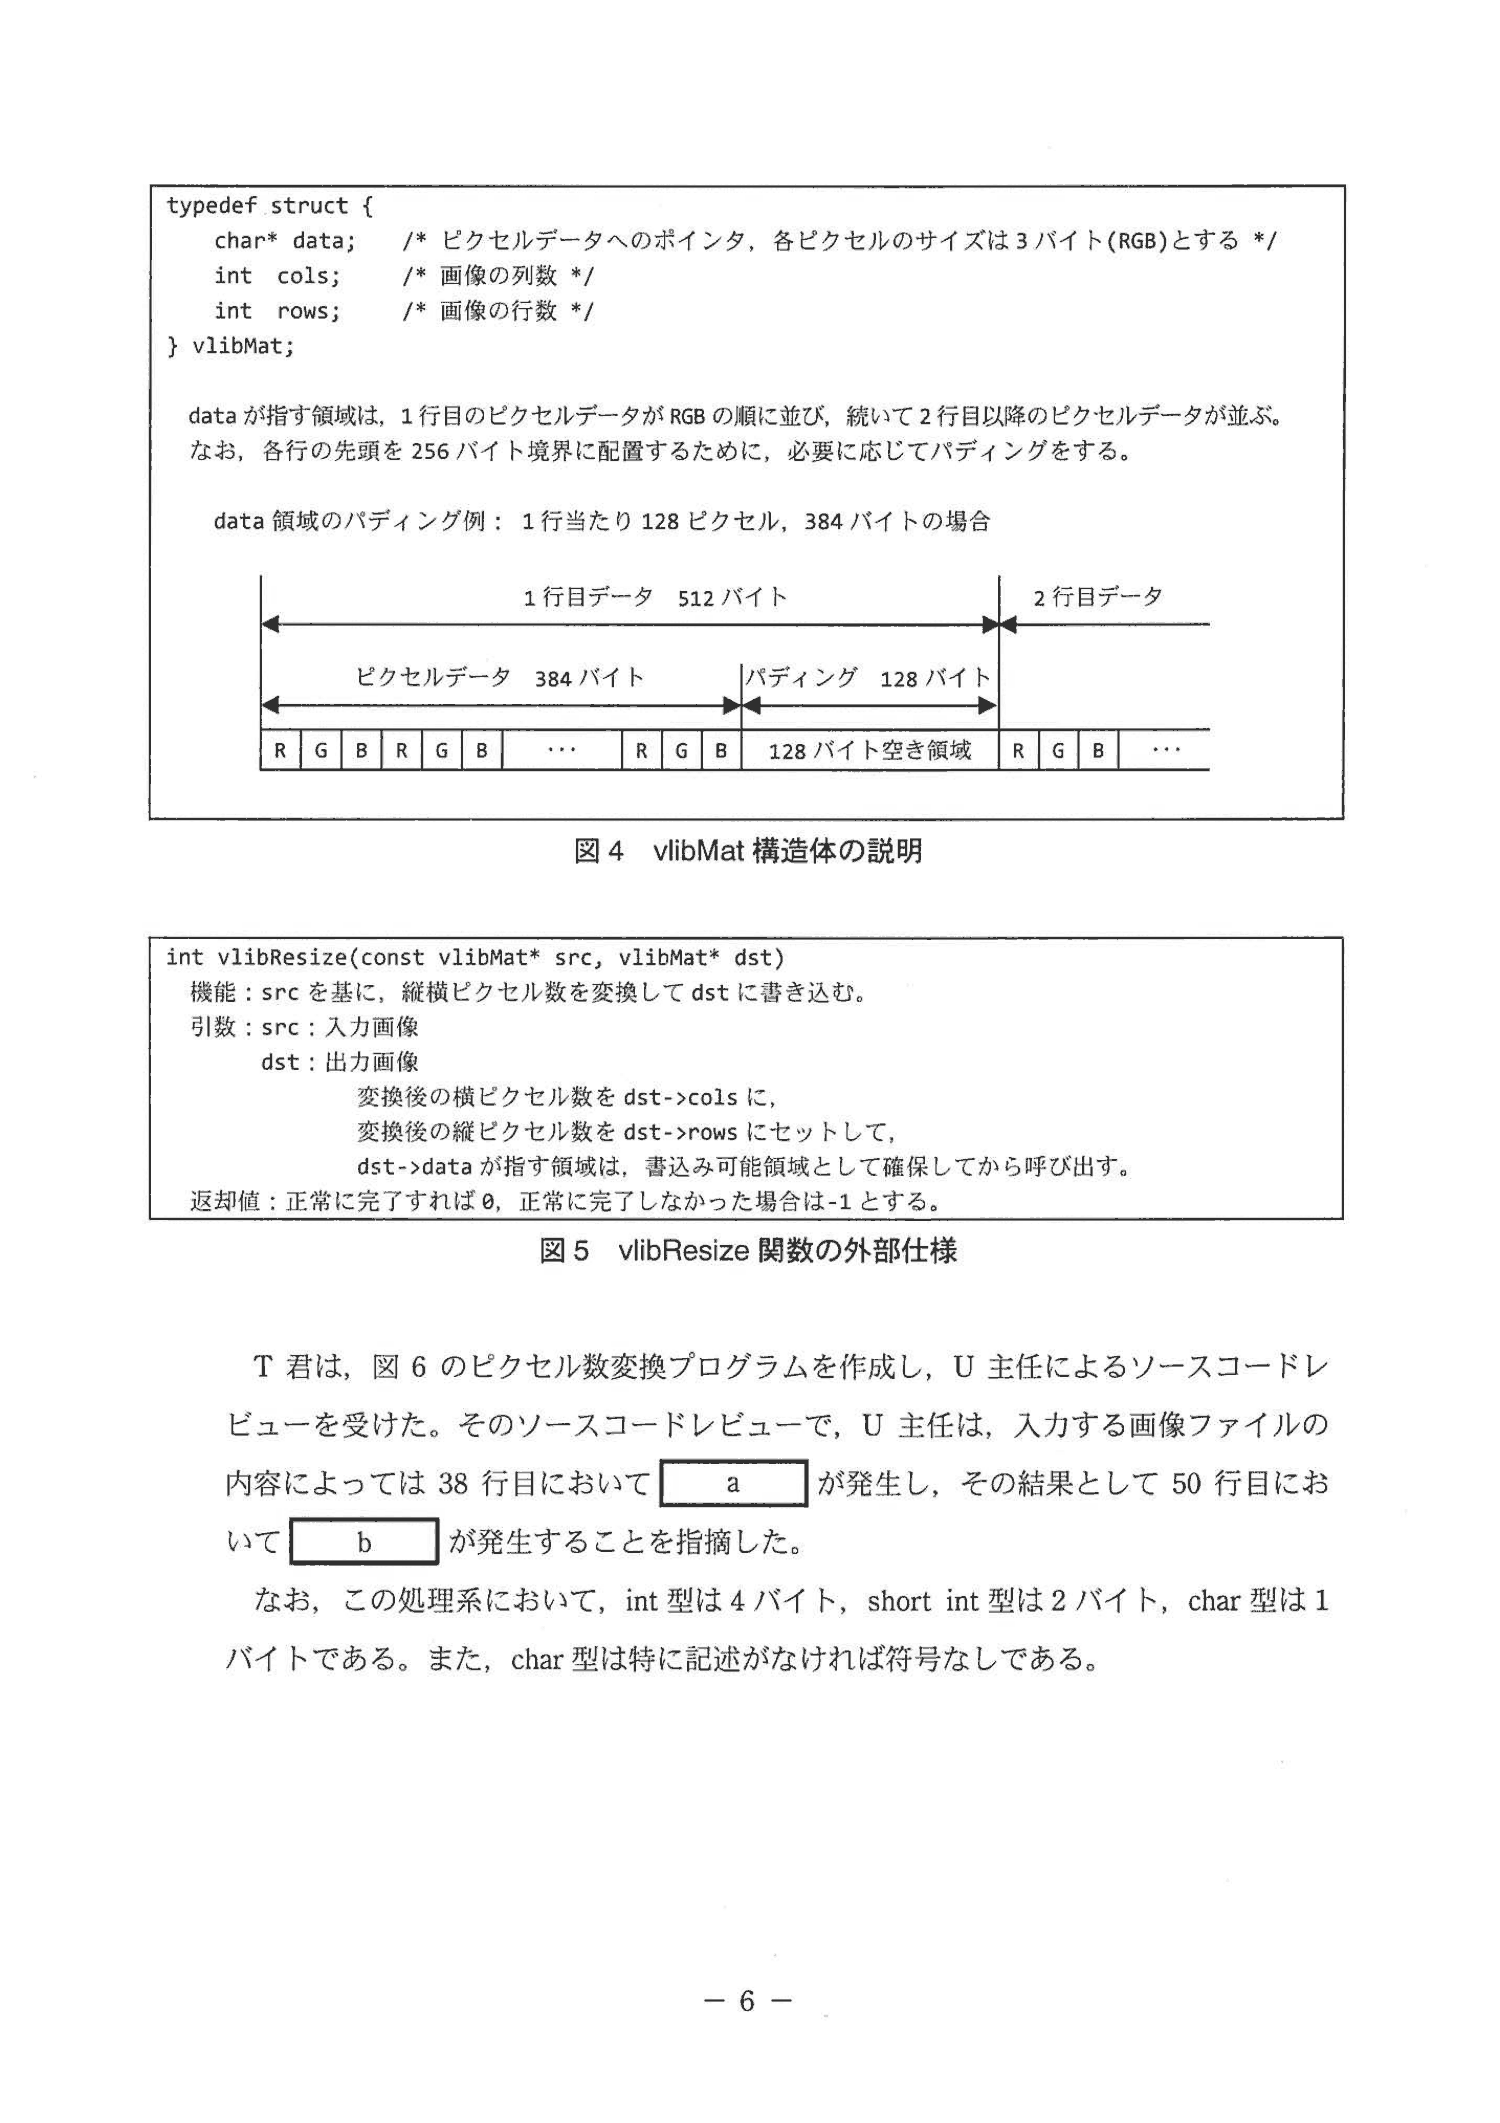 typedef struct {
char* data; /* ピクセルデータへのポインタ，各ピクセルのサイズは 3 バイト(RGB)とする */
int cols; /* 画像の列数 */
int rows; /* 画像の行数 */
} vlibMat;
data が指す領域は，1 行目のピクセルデータが RGB の順に並び，続いて 2 行目以降のピクセルデータが並ぶ。
なお，各行の先頭を 256 バイト境界に配置するために，必要に応じてパディングをする。
data 領域のパディング例： 1 行当たり 128 ピクセル，384 バイトの場合
1 行目データ 512 バイト 2 行目データ
ピクセルデータ 384 バイト パディング 128 バイト
R G B R G B … R G B 128 バイト空き領域 R G B …
図 4 vlibMat 構造体の説明
int vlibResize(const vlibMat* src, vlibMat* dst)
機能：src を基に，縦横ピクセル数を変換して dst に書き込む。
引数：src：入力画像
dst：出力画像
変換後の横ピクセル数を dst->cols に，
変換後の縦ピクセル数を dst->rows にセットして，
dst->data が指す領域は，書込み可能領域として確保してから呼び出す。
返却値：正常に完了すれば 0，正常に完了しなかった場合は-1 とする。
図 5 vlibResize 関数の外部仕様
T 君は，図 6 のピクセル数変換プログラムを作成し，U 主任によるソースコードレ
ビューを受けた。そのソースコードレビューで，U 主任は，入力する画像ファイルの
内容によっては 38 行目において a が発生し，その結果として 50 行目にお
いて b が発生することを指摘した。
なお，この処理系において，int 型は 4 バイト，short int 型は 2 バイト，char 型は 1
バイトである。また，char 型は特に記述がなければ符号なしである。
－ 6 －